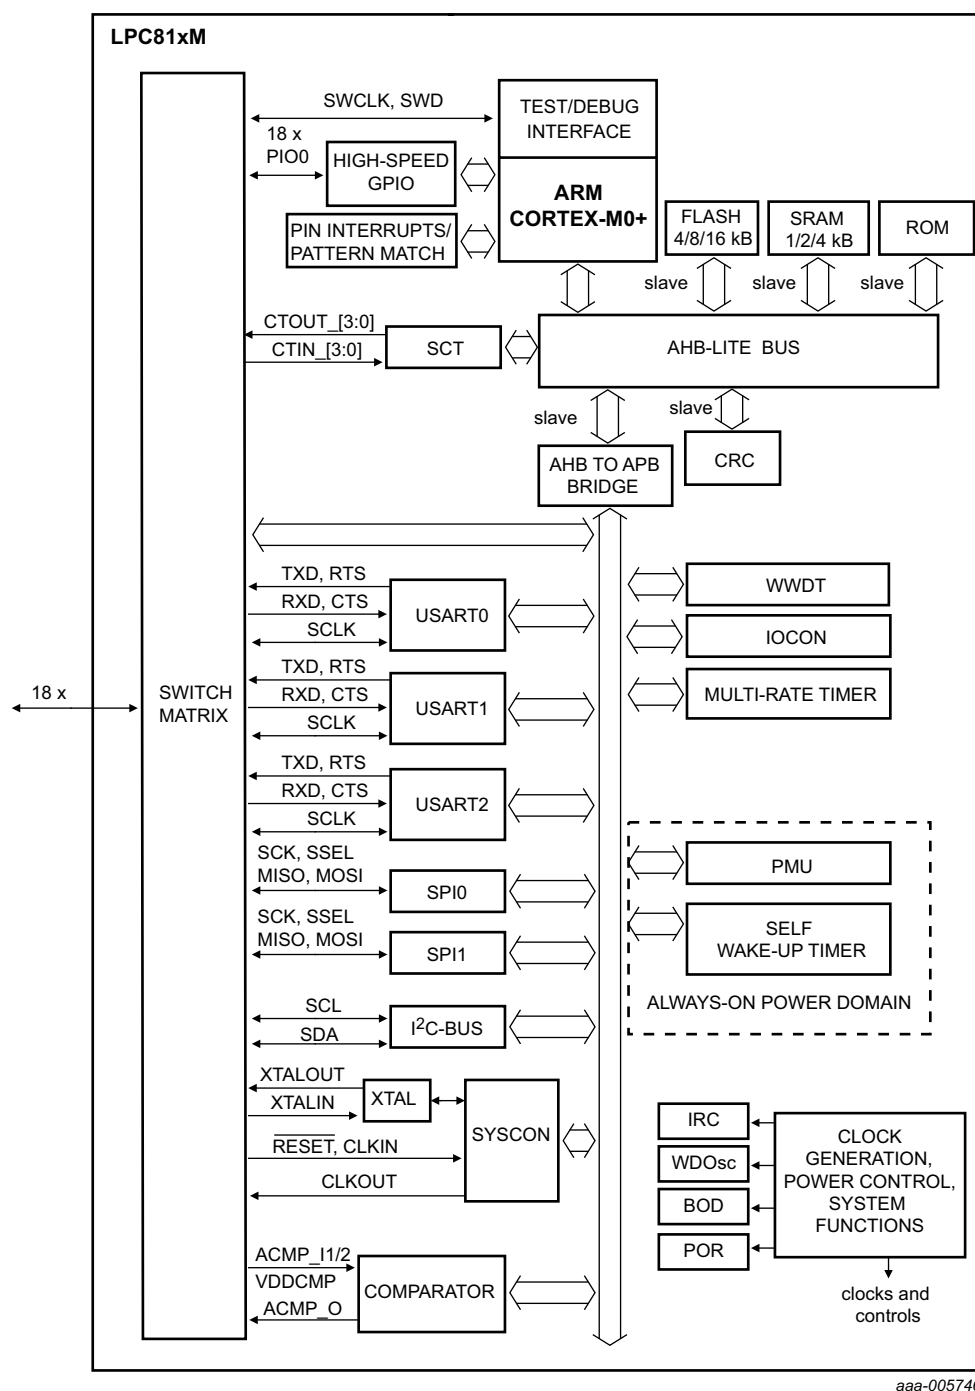 LPC81xM
SWCLK, SWD
TEST/DEBUG
INTERFACE
18 x
PIO0
HIGH-SPEED
GPIO
ARM
CORTEX-M0+
PIN INTERRUPTS/
PATTERN MATCH
FLASH
4/8/16 kB
SRAM
1/2/4 kB
ROM
slave
slave
slave
CTOUT_[3:0]
CTIN_[3:0]
SCT
AHB-LITE BUS
slave
slave
AHB TO APB
BRIDGE
CRC
TXD, RTS
RXD, CTS
SCLK
USART0
WWDT
IOCON
18 x
SWITCH
MATRIX
TXD, RTS
RXD, CTS
SCLK
USART1
MULTI-RATE TIMER
TXD, RTS
RXD, CTS
SCLK
USART2
SCK, SSEL
MISO, MOSI
SPI0
PMU
SCK, SSEL
MISO, MOSI
SPI1
SELF
WAKE-UP TIMER
ALWAYS-ON POWER DOMAIN
SCL
SDA
I2C-BUS
XTALOUT
XTALIN
XTAL
RESET, CLKIN
CLKOUT
SYSCON
IRC
WDOsc
BOD
POR
CLOCK
GENERATION,
POWER CONTROL,
SYSTEM
FUNCTIONS
clocks and
controls
ACMP_I1/2
VDDCMP
ACMP_O
COMPARATOR